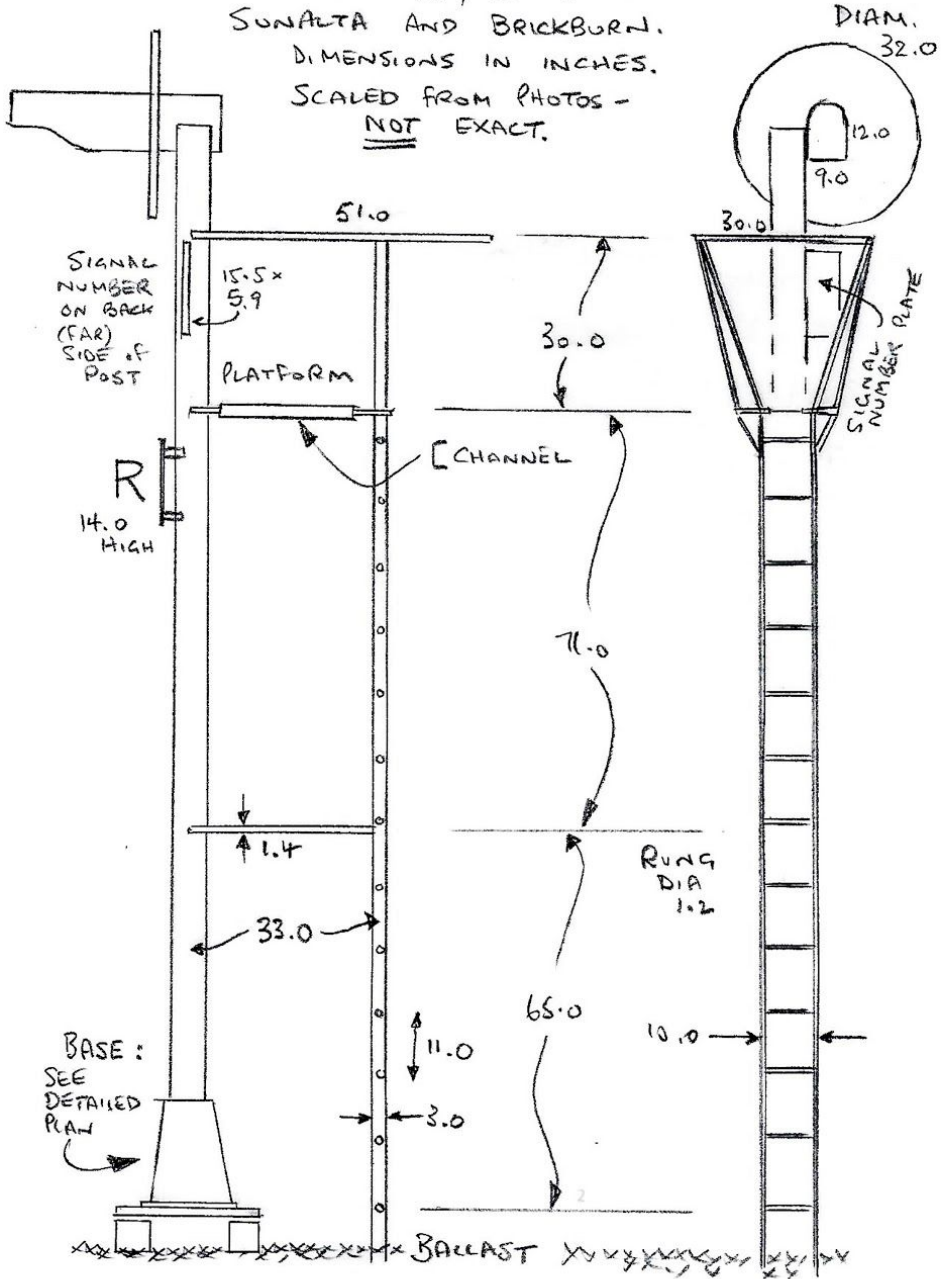 SUNALTA AND BRICKBURN.
DIMENSIONS IN INCHES.
SCALED FROM PHOTOS -
NOT EXACT.
DIAM.
32.0
12.0
9.0
51.0
30.0
SIGNAL
NUMBER
ON BACK
(FAR)
SIDE OF
POST
15.5 x
5.9
30.0
SIGNAL NUMBER PLATE
PLATFORM
[ CHANNEL
R
14.0
HIGH
71.0
1.4
RUNG
DIA
1.2
33.0
65.0
10.0
11.0
BASE:
SEE
DETAILED
PLAN
3.0
2
BALLAST